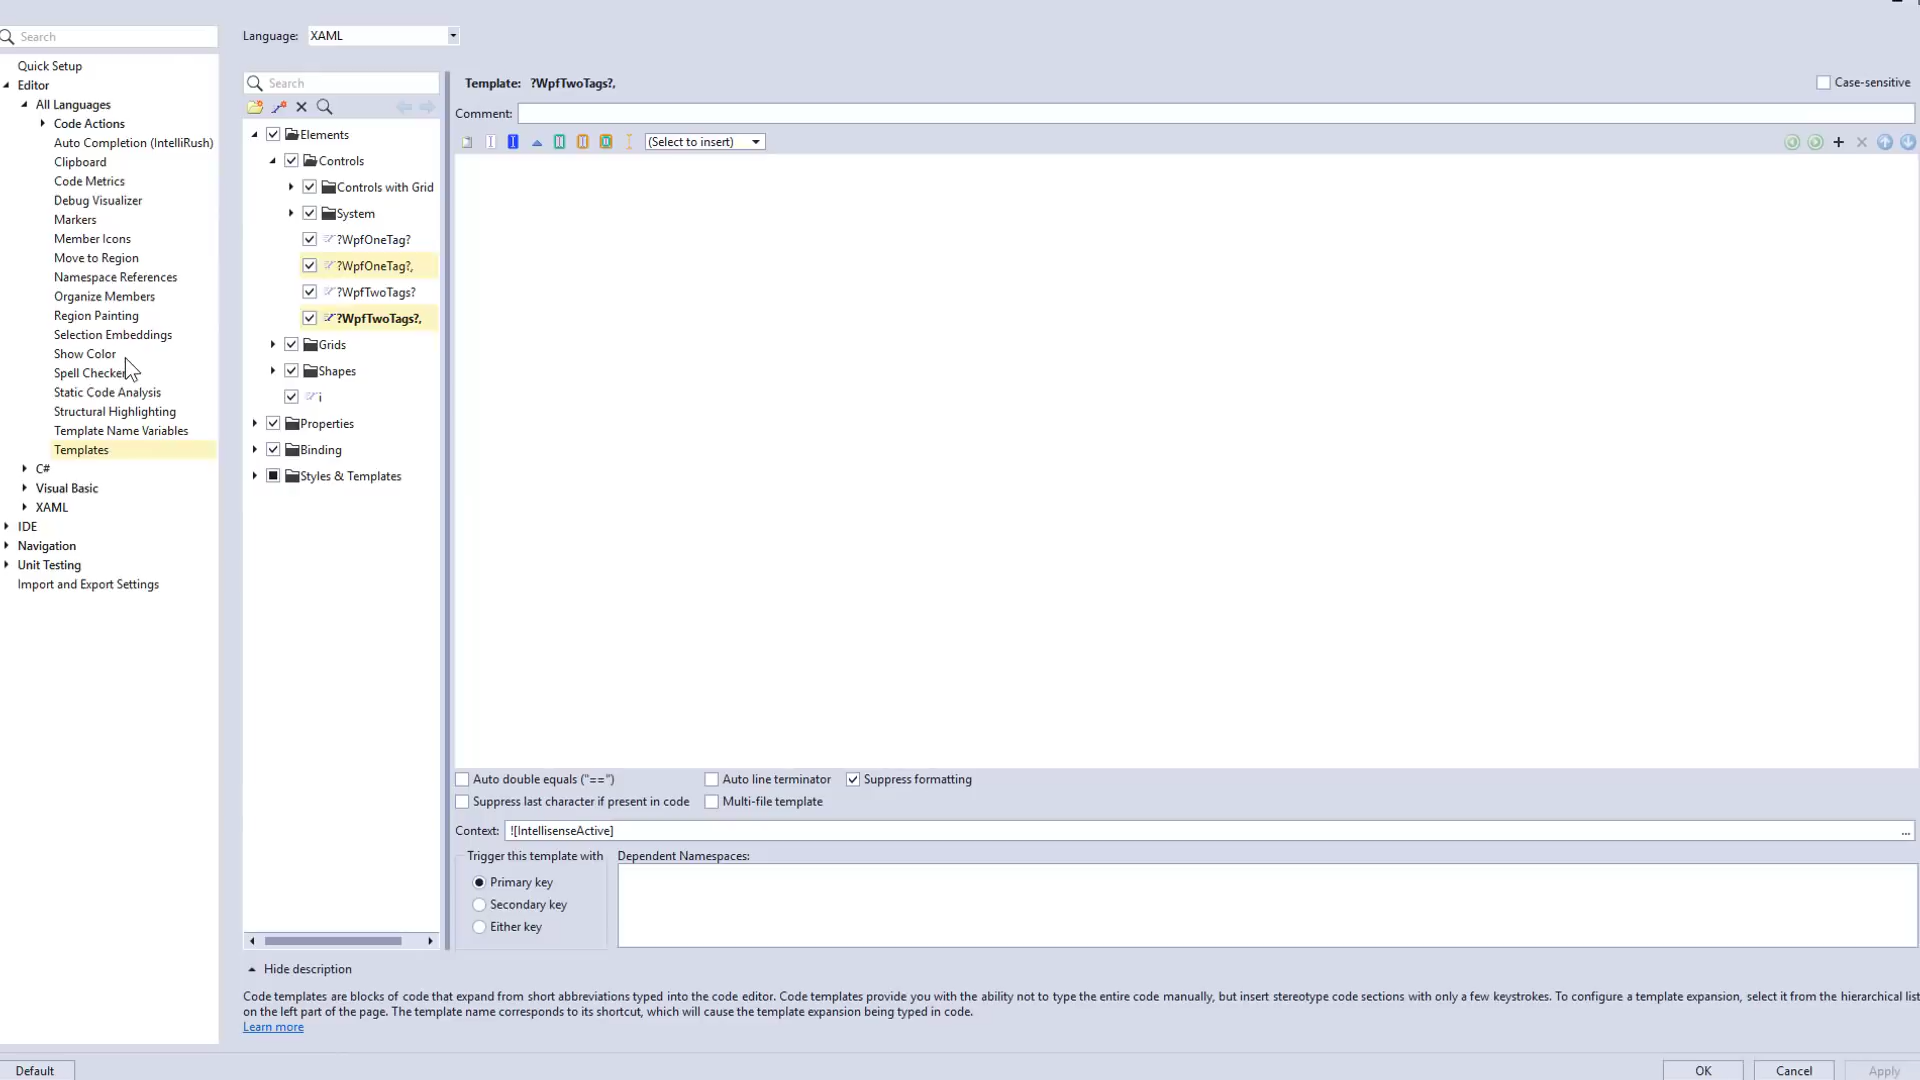 Search
Quick Setup
Editor
All Languages
Code Actions
Auto Completion (IntelliRush)
Clipboard
Code Metrics
Debug Visualizer
Markers
Member Icons
Move to Region
Namespace References
Organize Members
Region Painting
Selection Embeddings
Show Color
Spell Checker
Static Code Analysis
Structural Highlighting
Template Name Variables
Templates
C#
Visual Basic
XAML
IDE
Navigation
Unit Testing
Import and Export Settings
Language: XAML
Search
Elements
Controls
Controls with Grid
System
?WpfOneTag?
?WpfOneTag?,
?WpfTwoTags?
?WpfTwoTags?,
Grids
Shapes
i
Properties
Binding
Styles & Templates
Template: ?WpfTwoTags?,
Case-sensitive
Comment:
(Select to insert)
Auto double equals ("==")
Auto line terminator
Suppress formatting
Suppress last character if present in code
Multi-file template
Context: ![IntellisenseActive]
...
Trigger this template with
Primary key
Secondary key
Either key
Dependent Namespaces:
Hide description
Code templates are blocks of code that expand from short abbreviations typed into the code editor. Code templates provide you with the ability not to type the entire code manually, but insert stereotype code sections with only a few keystrokes. To configure a template expansion, select it from the hierarchical list
on the left part of the page. The template name corresponds to its shortcut, which will cause the template expansion being typed in code.
Learn more
Default
OK
Cancel
Apply